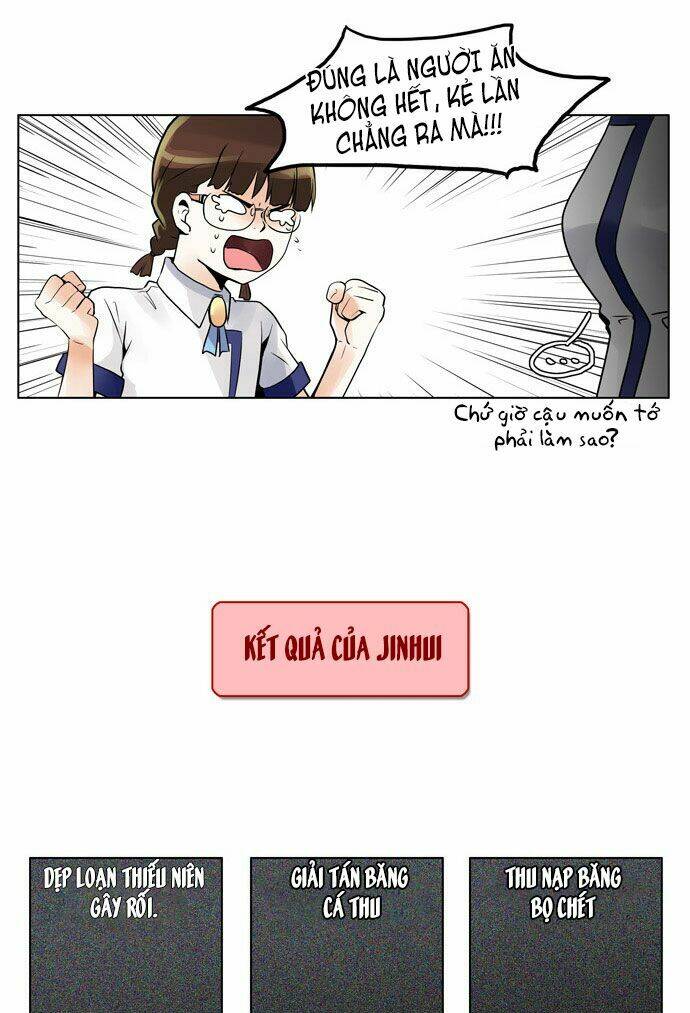 ĐÚNG LÀ NGƯỜI ĂN
KHÔNG HẾT, KẺ LẦN
CHẲNG RA MÀ!!!
...
Chứ giờ cậu muốn tớ
phải làm sao?
KẾT QUẢ CỦA JINHUI
DẸP LOẠN THIẾU NIÊN
GÂY RỐI.
GIẢI TÁN BĂNG
CÁ THU
THU NẠP BĂNG
BỌ CHÉT